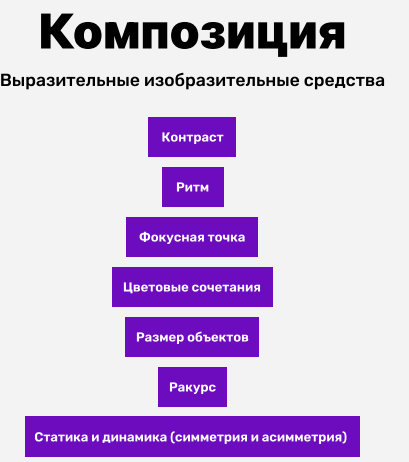 Композиция
Выразительные изобразительные средства
Контраст
Ритм
Фокусная точка
Цветовые сочетания
Размер объектов
Ракурс
Статика и динамика (симметрия и асимметрия)